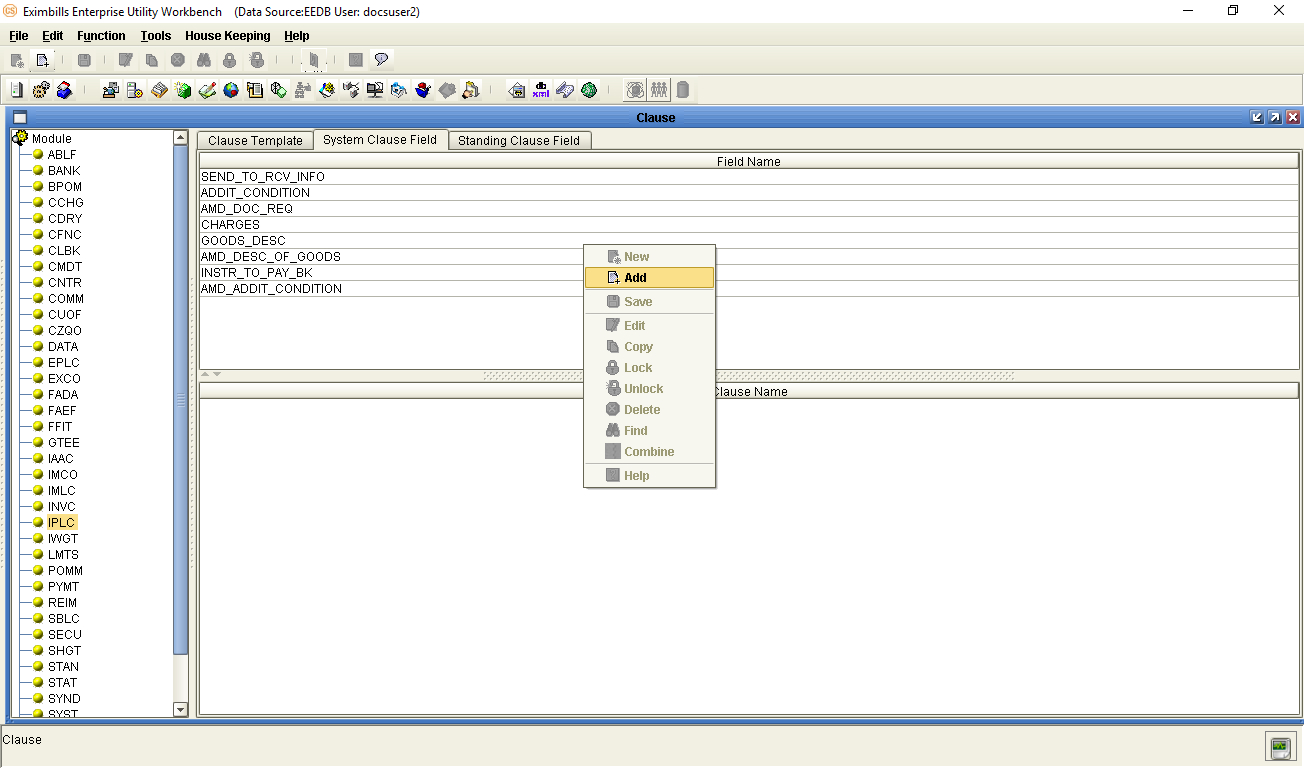 Eximbills Enterprise Utility Workbench (Data Source:EEDB User: docsuser2)
File Edit Function Tools House Keeping Help
xml
Clause
Module
ABLF
BANK
BPOM
CCHG
CDRY
CFNC
CLBK
CMDT
CNTR
COMM
CUOF
CZQO
DATA
EPLC
EXCO
FADA
FAEF
FFIT
GTEE
IAAC
IMCO
IMLC
INVC
IPLC
IWGT
LMTS
POMM
PYMT
REIM
SBLC
SECU
SHGT
STAN
STAT
SYND
SYST
Clause Template System Clause Field Standing Clause Field
Field Name
SEND_TO_RCV_INFO
ADDIT_CONDITION
AMD_DOC_REQ
CHARGES
GOODS_DESC
AMD_DESC_OF_GOODS
INSTR_TO_PAY_BK
AMD_ADDIT_CONDITION
New
Add
Save
Edit
Copy
Lock
Unlock
Delete
Find
Combine
Help
Clause Name
Clause